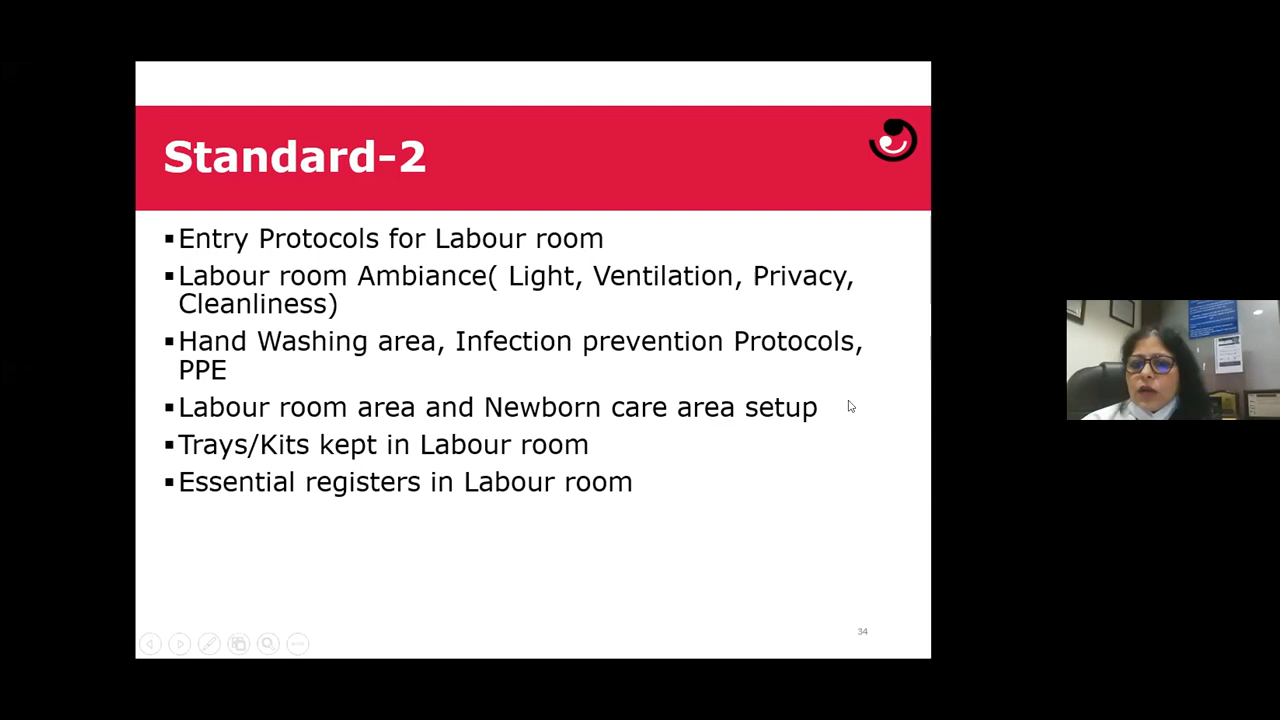 Standard-2
▪Entry Protocols for Labour room
▪Labour room Ambiance( Light, Ventilation, Privacy,
Cleanliness)
▪Hand Washing area, Infection prevention Protocols,
PPE
▪Labour room area and Newborn care area setup
▪Trays/Kits kept in Labour room
▪Essential registers in Labour room
34